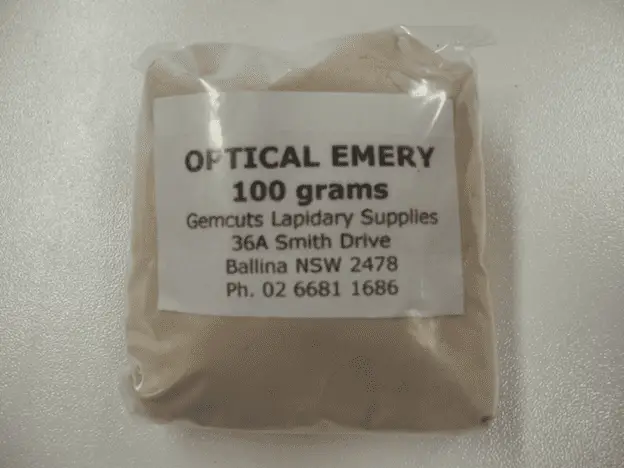 OPTICAL EMERY
100 grams
Gemcuts Lapidary Supplies
36A Smith Drive
Ballina NSW 2478
Ph. 02 6681 1686